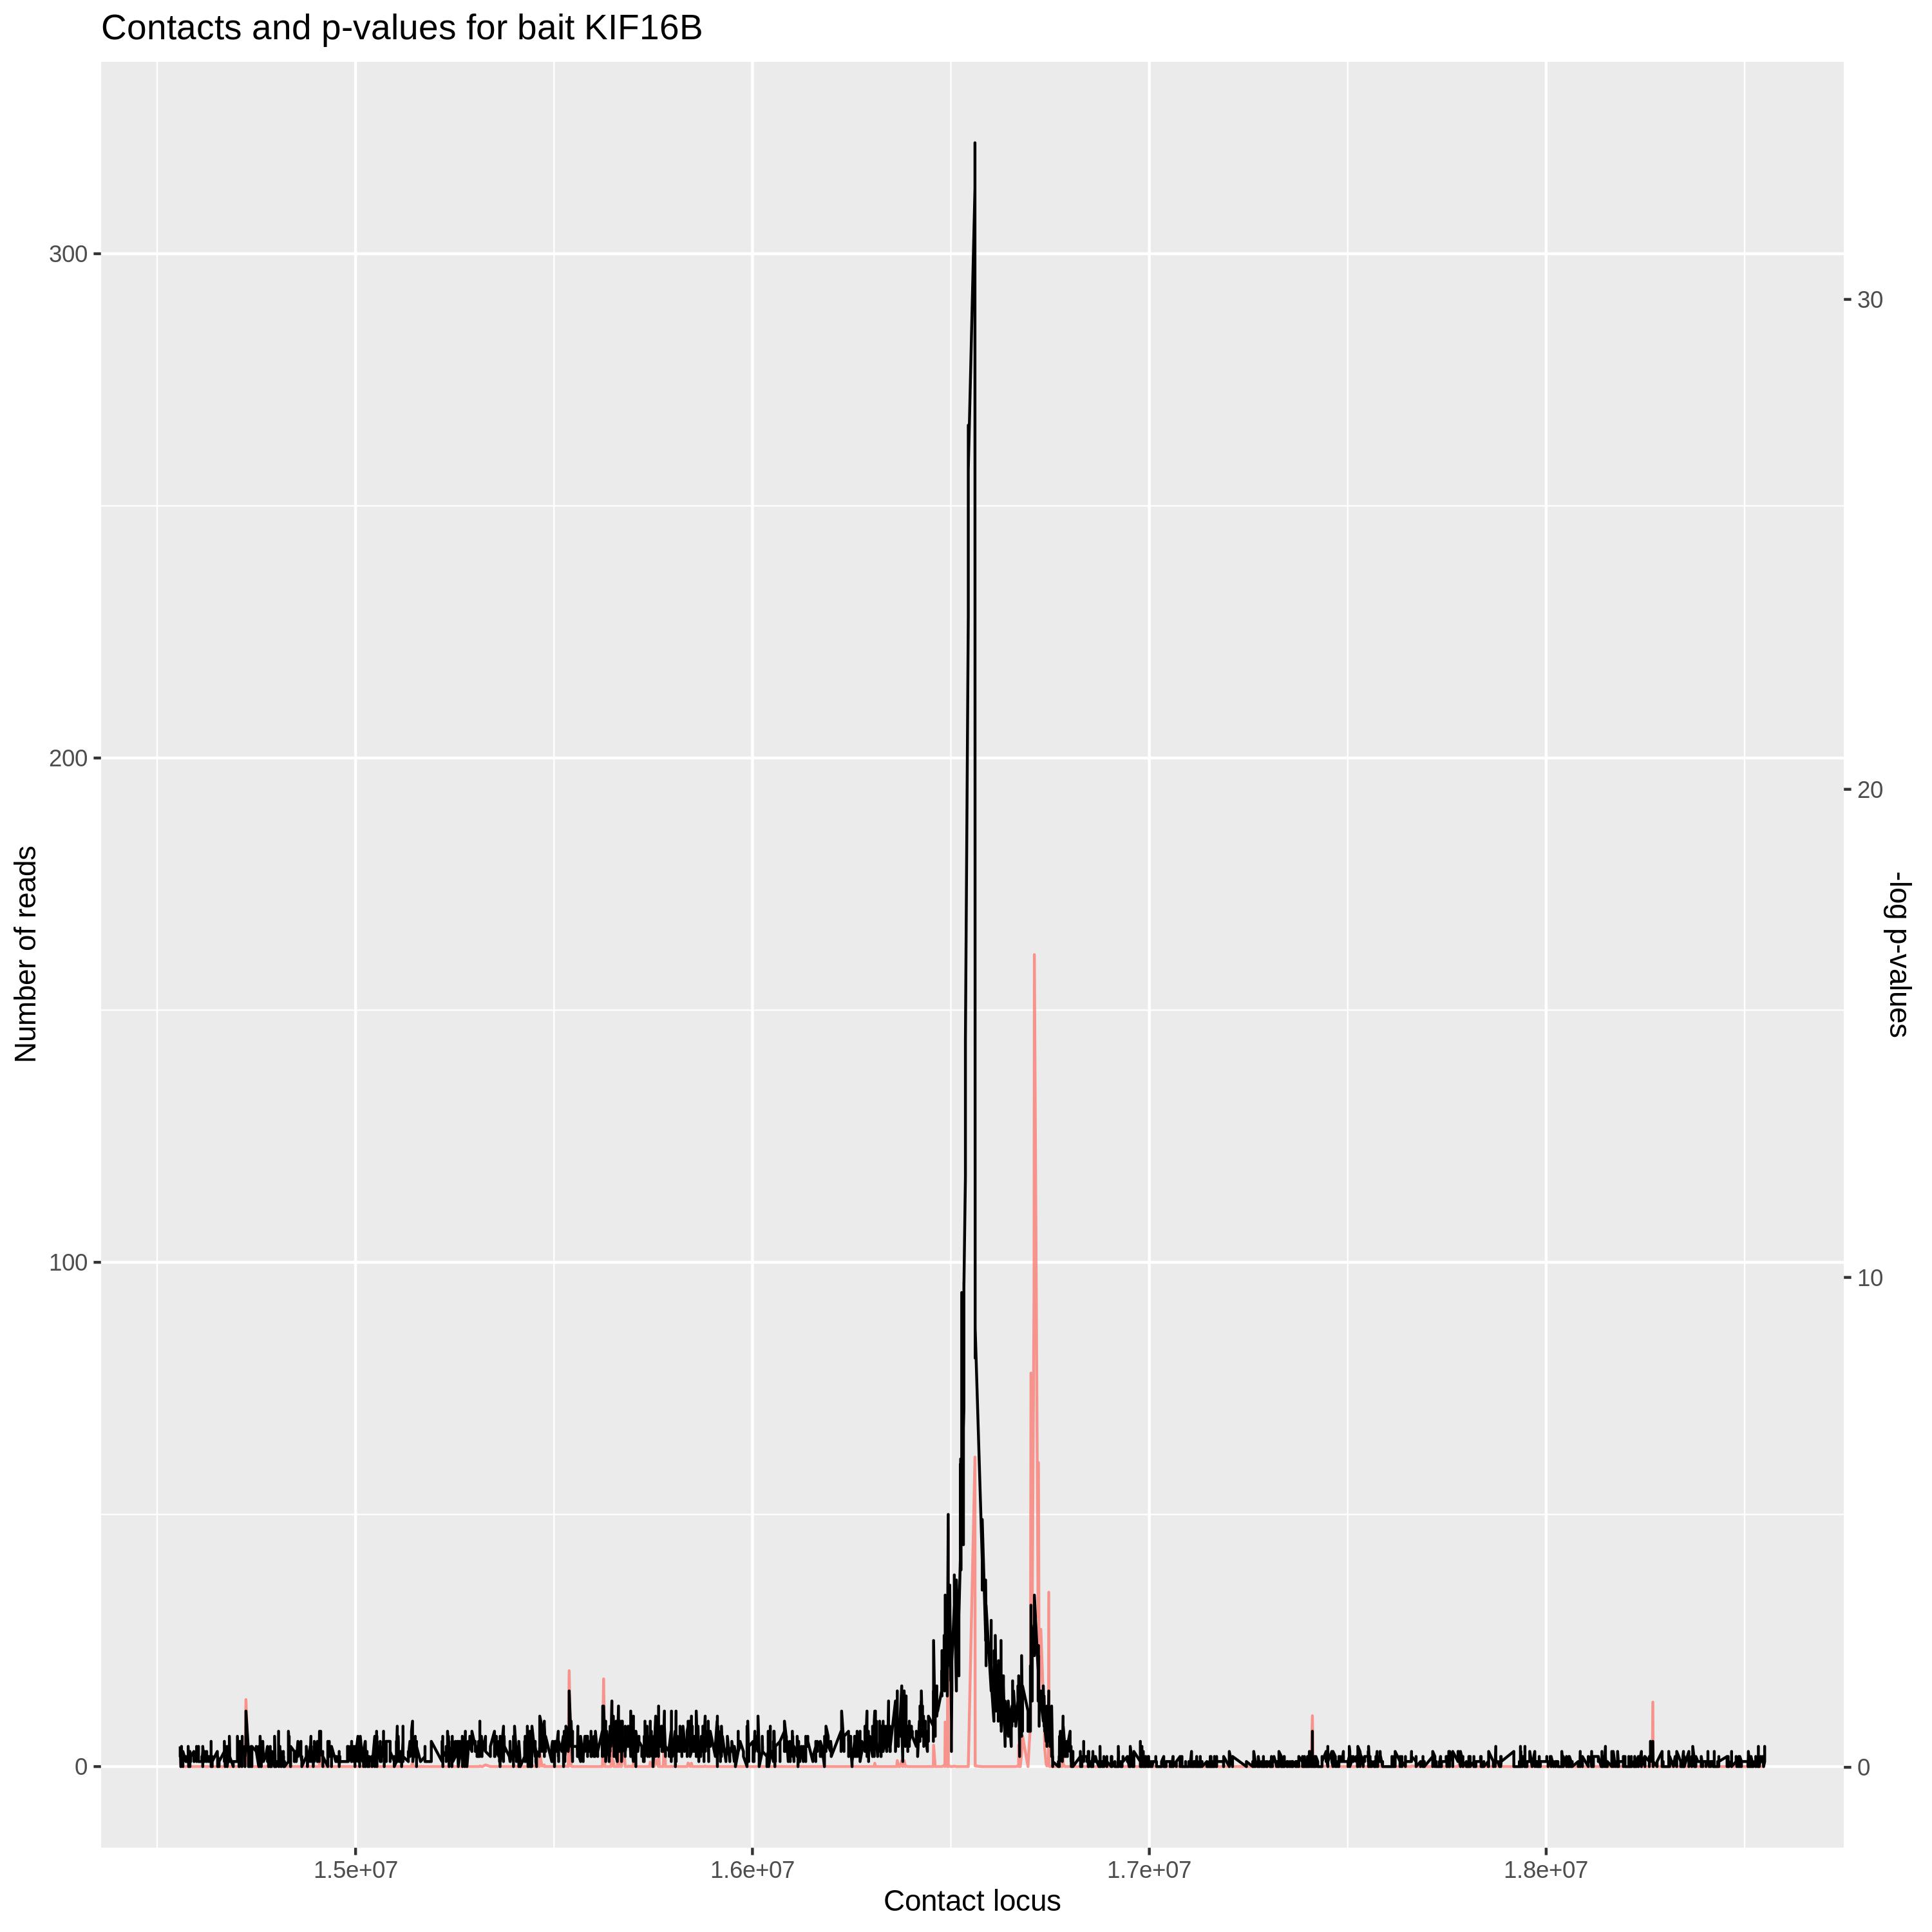 Contacts and p-values for bait KIF16B
Number of reads
300
200
100
0
30
20
10
0
-log p-values
1.5e+07 1.6e+07 1.7e+07 1.8e+07
Contact locus